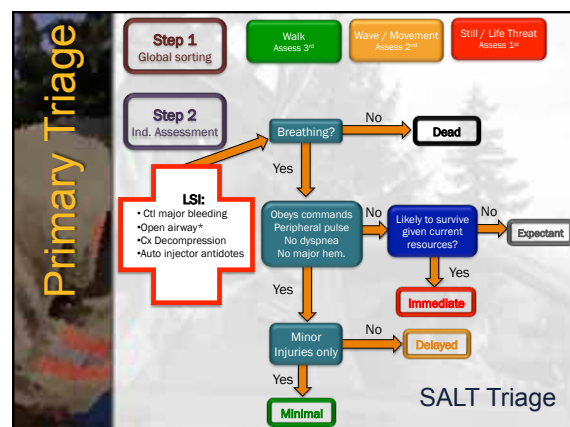 Primary Triage
Step 1
Global sorting
Walk
Assess 3rd
Wave / Movement
Assess 2nd
Still / Life Threat
Assess 1st
Step 2
Ind. Assessment
Breathing?
No
Dead
Yes
LSI:
• Ctl major bleeding
• Open airway*
• Cx Decompression
• Auto injector antidotes
Obeys commands
Peripheral pulse
No dyspnea
No major hem.
No
Likely to survive
given current
resources?
No
Expectant
Yes
Immediate
Yes
Minor
Injuries only
No
Delayed
Yes
Minimal
SALT Triage